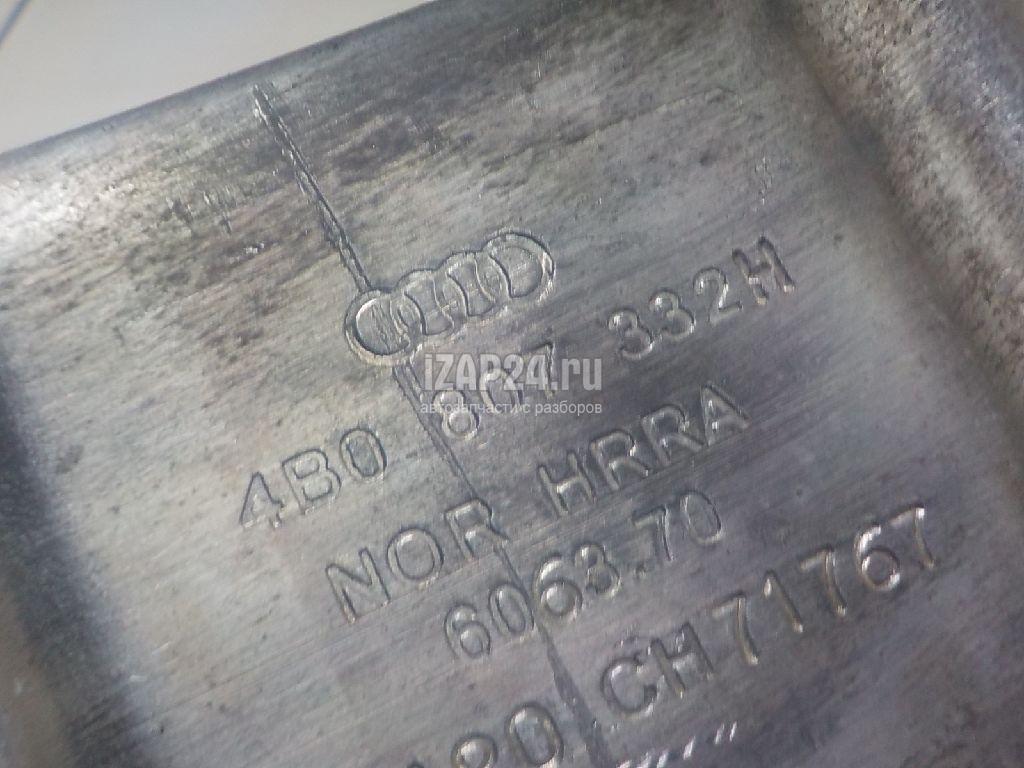 4B0 807 332H
iZAP24.ru
автозапчасти с разборов
NOR HRRA
6063.70
CH71767